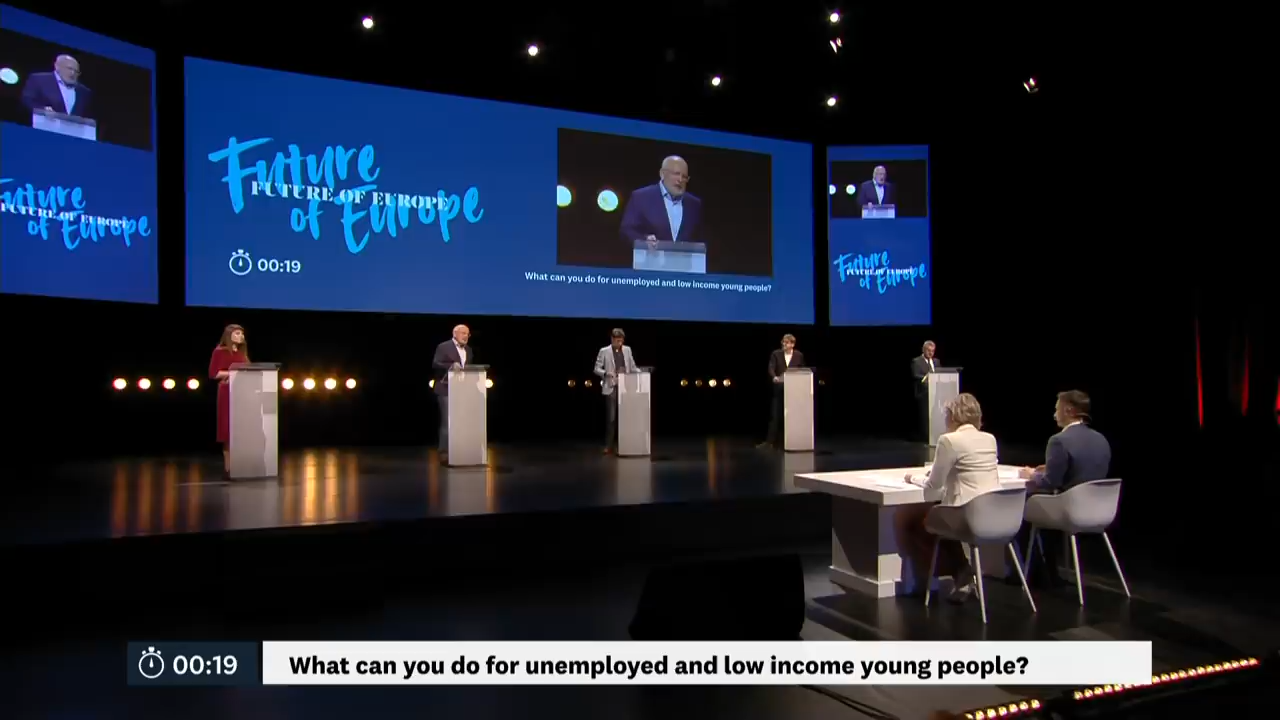 Future
FUTURE OF EUROPE
of Europe
00:19
What can you do for unemployed and low income young people?
Future
FUTURE OF EUROPE
of Europe
Future
FUTURE OF EUROPE
of Europe
00:19 What can you do for unemployed and low income young people?